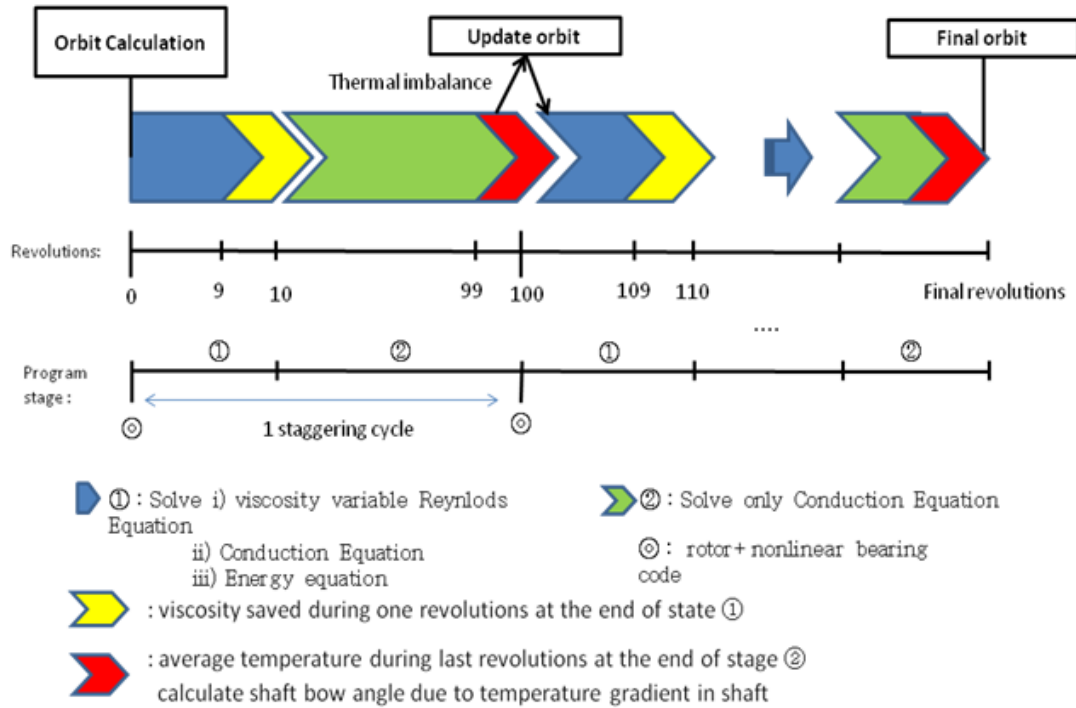 Orbit Calculation
Update orbit
Final orbit
Thermal imbalance
Revolutions:
0
9
10
99
100
109
110
Final revolutions
....
Program
stage :
①
②
①
②
◎
1 staggering cycle
◎
① : Solve i) viscosity variable Reynlods
Equation
ii) Conduction Equation
iii) Energy equation
② : Solve only Conduction Equation
◎ : rotor+nonlinear bearing
code
: viscosity saved during one revolutions at the end of state ①
: average temperature during last revolutions at the end of stage ②
calculate shaft bow angle due to temperature gradient in shaft